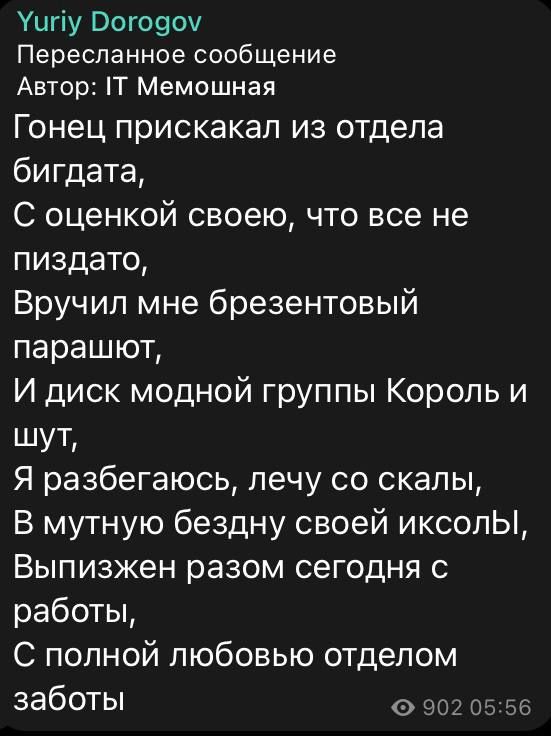 Yuriy Dorogov
Пересланное сообщение
Автор: IT Мемошная
Гонец прискакал из отдела
бигдата,
С оценкой своею, что все не
пиздато,
Вручил мне брезентовый
парашют,
И диск модной группы Король и
шут,
Я разбегаюсь, лечу со скалы,
В мутную бездну своей иксолЫ,
Выпизжен разом сегодня с
работы,
С полной любовью отделом
заботы
902 05:56